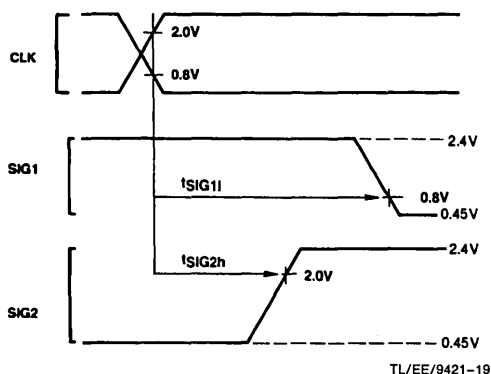 CLK
2.0V
0.8V
SIG1
2.4V
tSIG1l
0.8V
0.45V
tSIG2h
2.4V
2.0V
SIG2
0.45V
TL/EE/9421-19